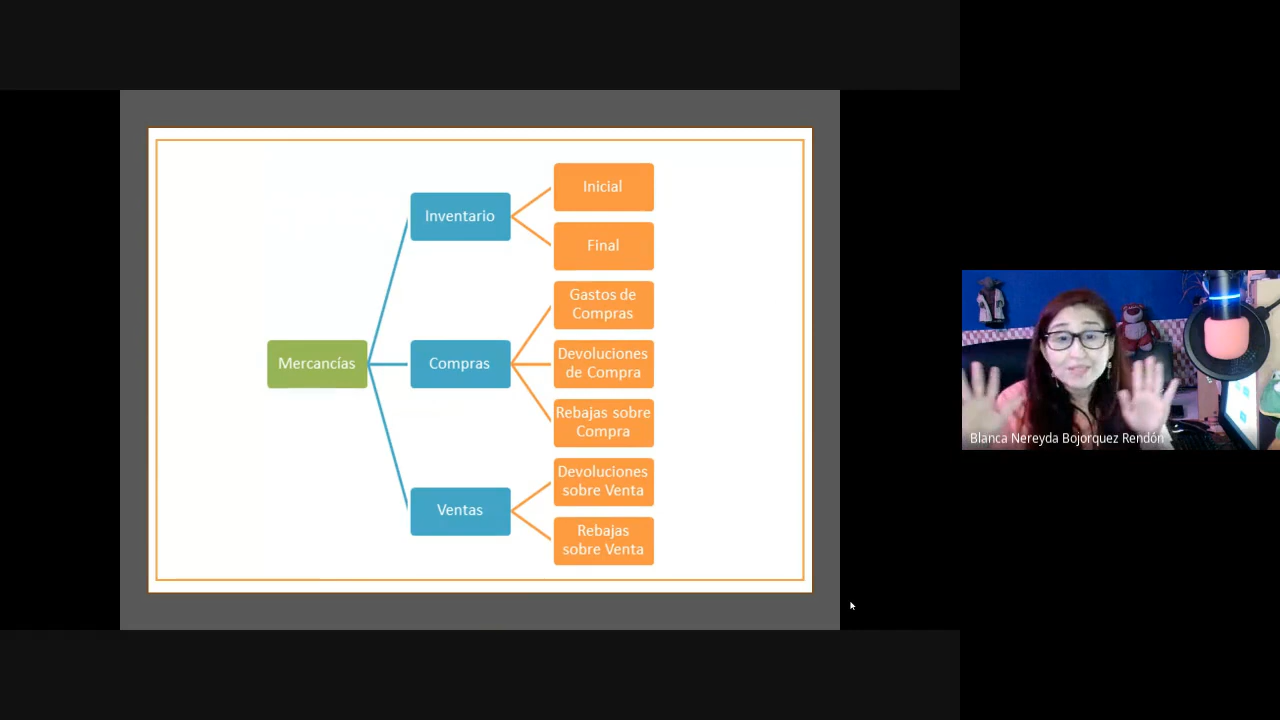 Inicial
Inventario
Final
Gastos de
Compras
Mercancías
Compras
Devoluciones
de Compra
Rebajas sobre
Compra
Devoluciones
sobre Venta
Ventas
Rebajas
sobre Venta
Blanca Nereyda Bojorquez Rendón